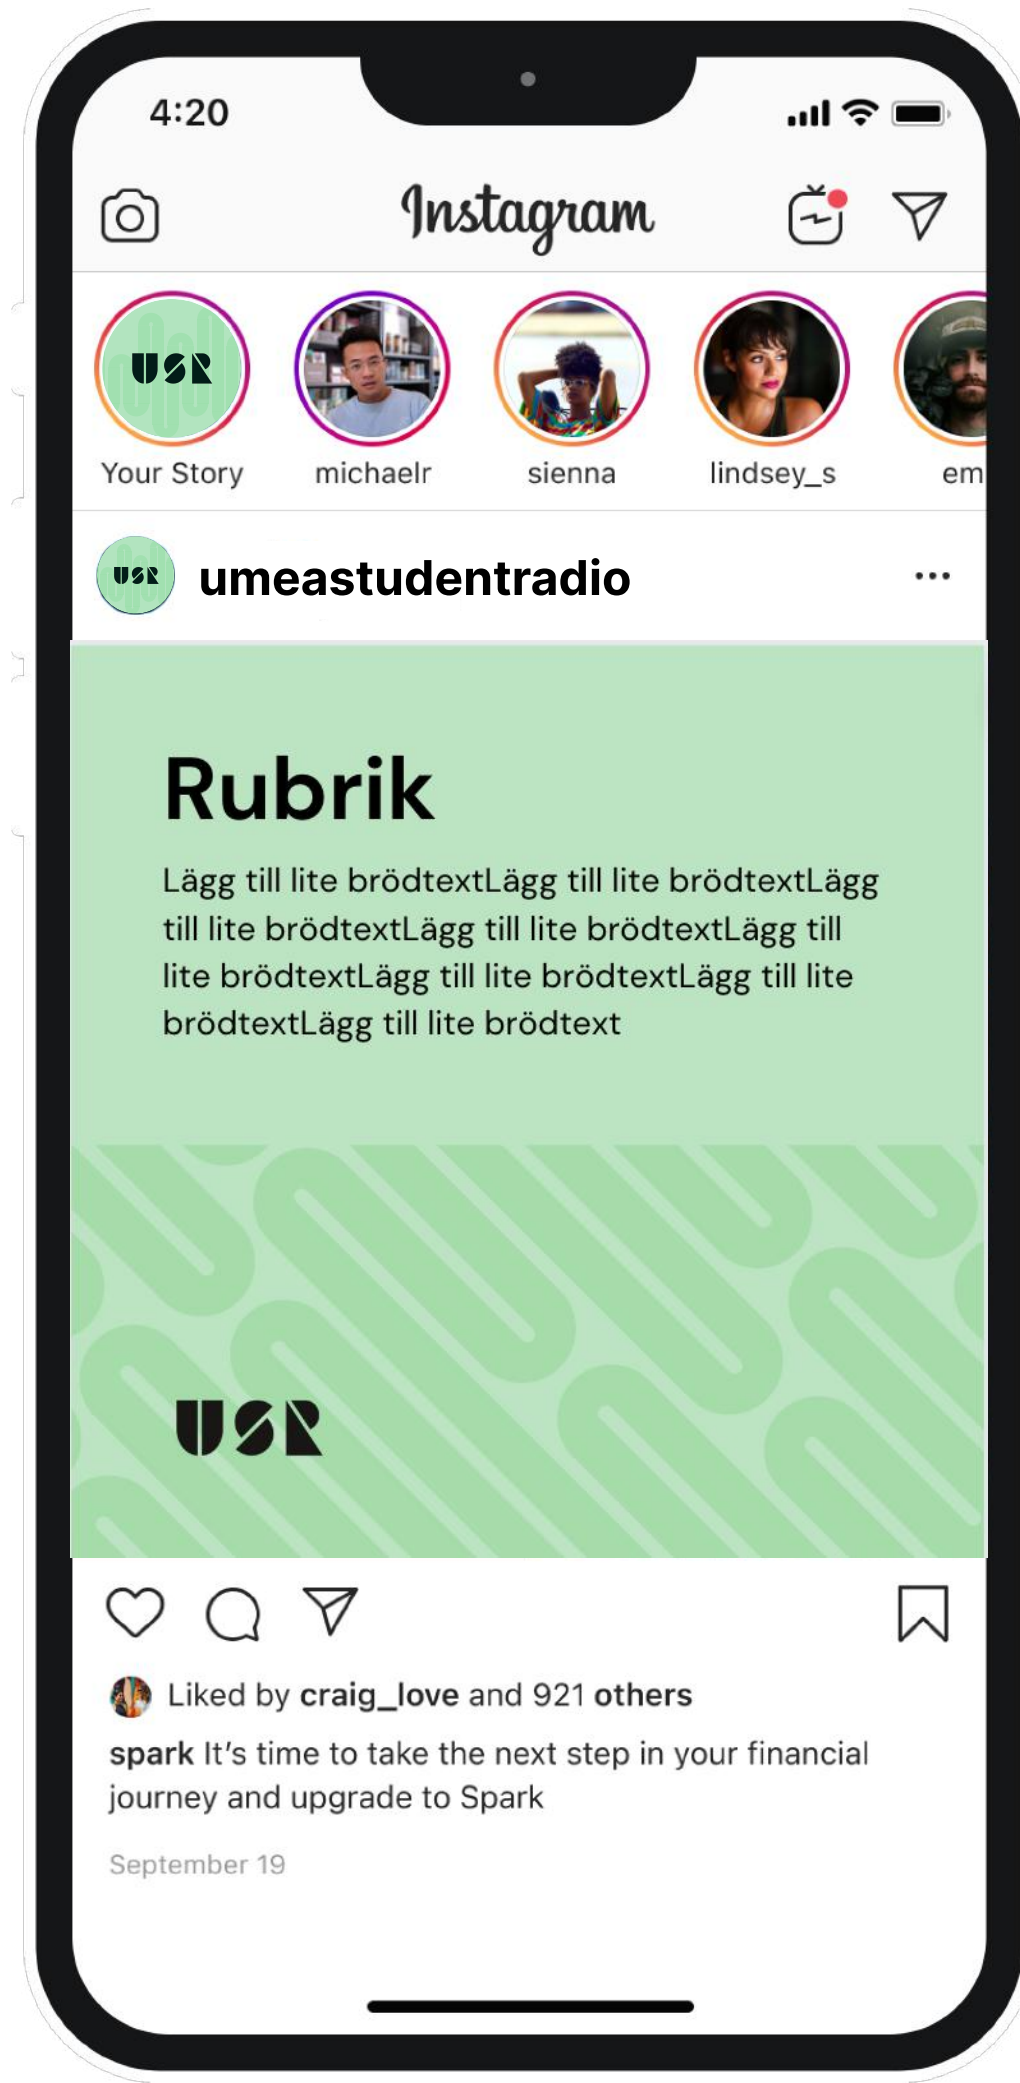 4:20
Instagram
USR
Your Story
michaelr
sienna
lindsey_s
em
USR
umeastudentradio
Rubrik
Lägg till lite brödtextLägg till lite brödtextLägg
till lite brödtextLägg till lite brödtextLägg till
lite brödtextLägg till lite brödtextLägg till lite
brödtextLägg till lite brödtext
USR
Liked by craig_love and 921 others
spark It’s time to take the next step in your financial
journey and upgrade to Spark
September 19